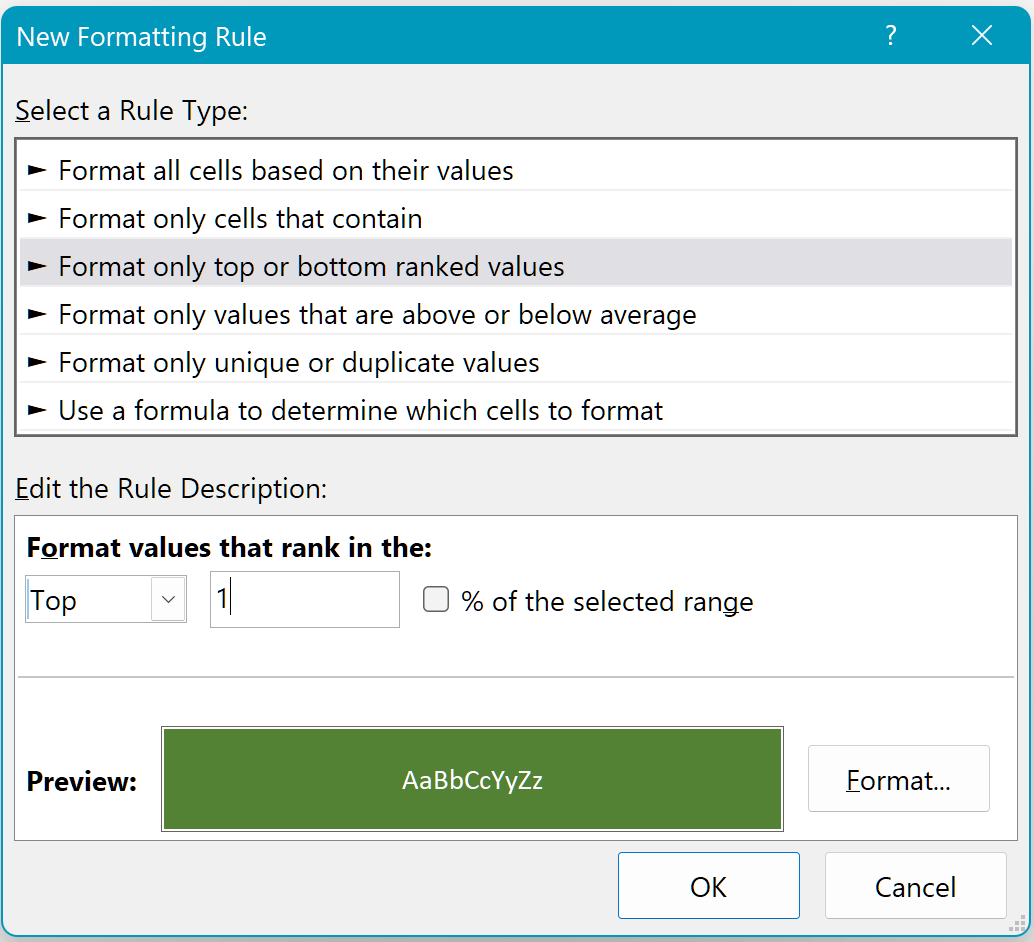 New Formatting Rule ?
Select a Rule Type:
► Format all cells based on their values
► Format only cells that contain
► Format only top or bottom ranked values
► Format only values that are above or below average
► Format only unique or duplicate values
► Use a formula to determine which cells to format
Edit the Rule Description:
Format values that rank in the:
Top 1 % of the selected range
Preview: AaBbCcYyZz Format...
OK Cancel